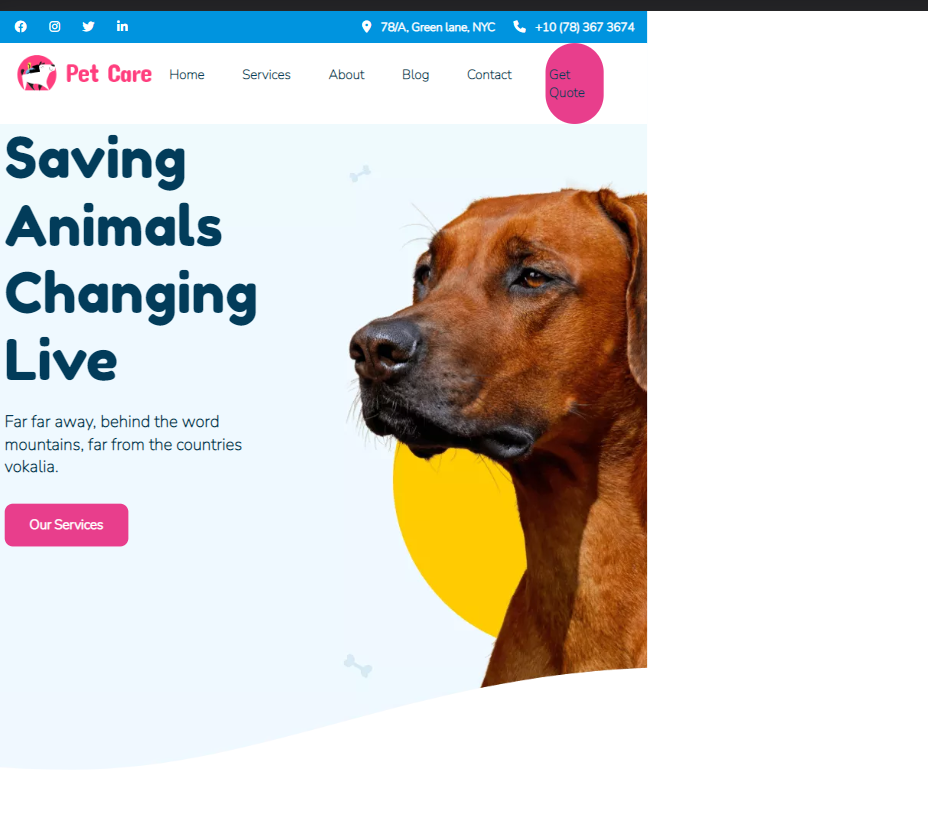 78/A, Green lane, NYC +10 (78) 367 3674
Pet Care Home Services About Blog Contact Get
Quote
Saving
Animals
Changing
Live
Far far away, behind the word
mountains, far from the countries
vokalia.
Our Services